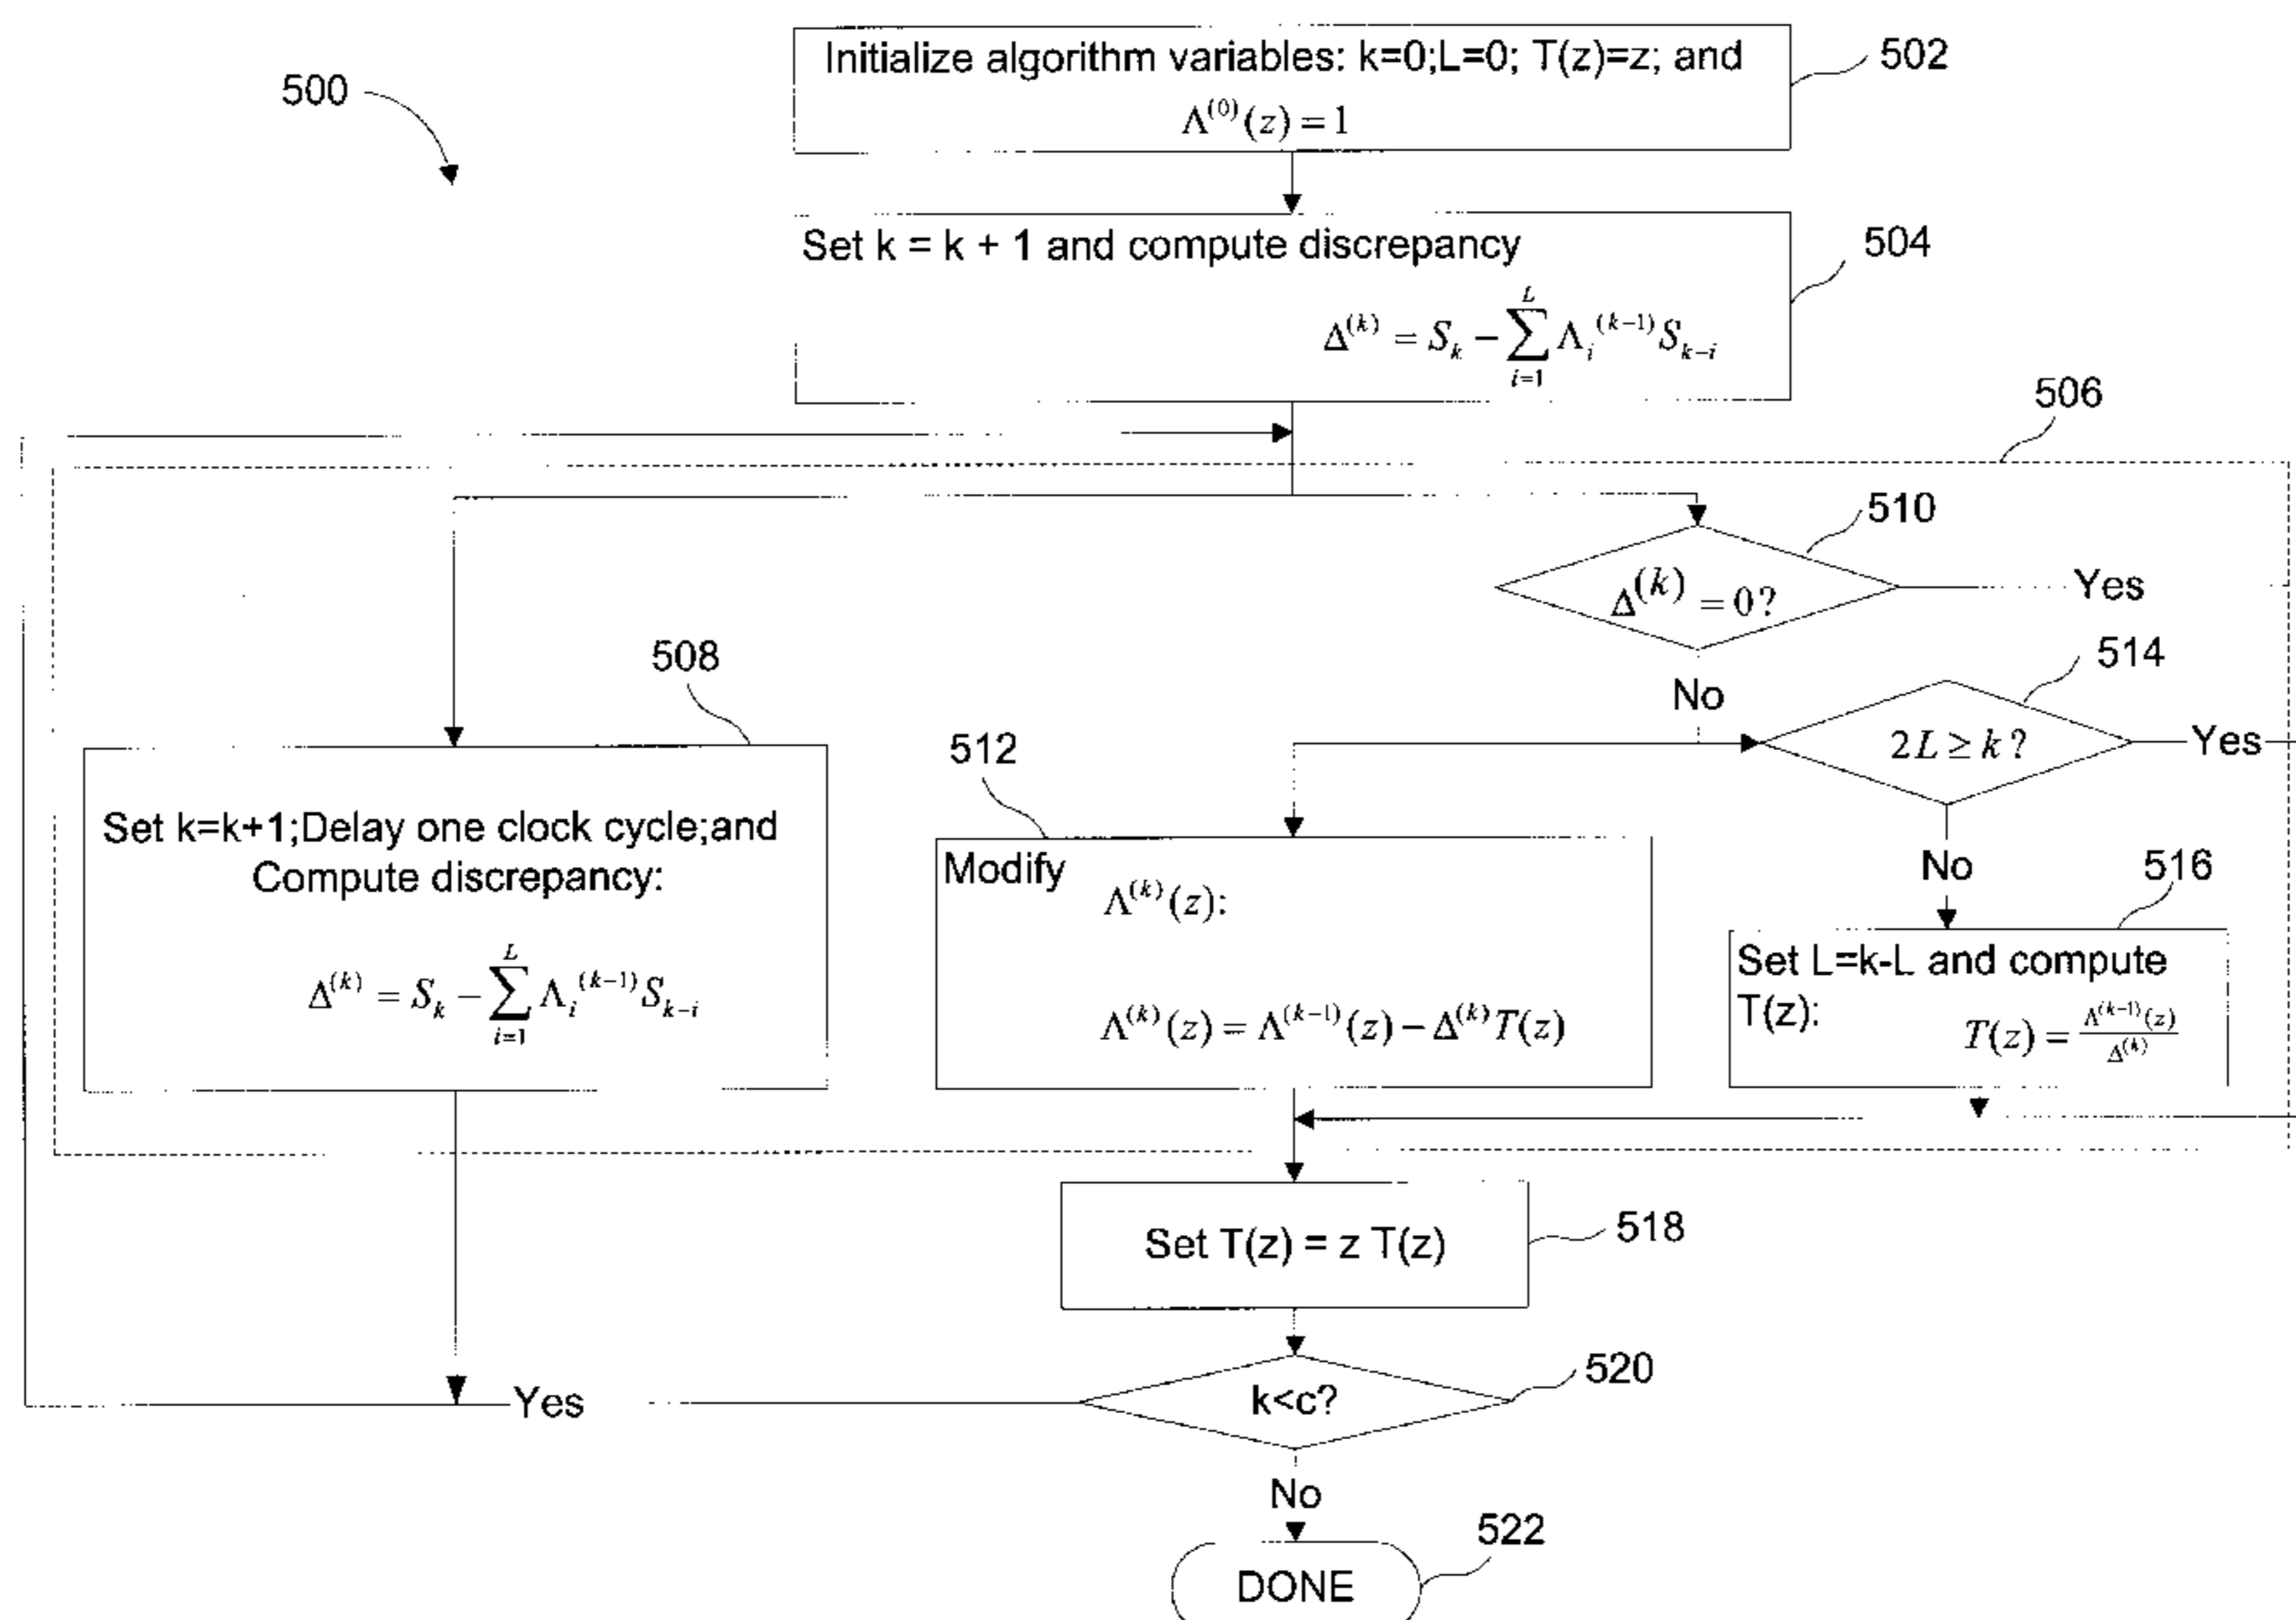 500
Initialize algorithm variables: k=0;L=0; T(z)=z; and
Λ^(0)(z) = 1
502
Set k = k + 1 and compute discrepancy
Δ^(k) = S_k − ∑_{i=1}^{L} Λ_i^(k−1) S_{k−i}
504
506
510
Δ^(k) = 0?
Yes
No
514
2L ≥ k?
Yes
No
508
Set k=k+1;Delay one clock cycle;and
Compute discrepancy:
Δ^(k) = S_k − ∑_{i=1}^{L} Λ_i^(k−1) S_{k−i}
512
Modify
Λ^(k)(z):
Λ^(k)(z) = Λ^(k−1)(z) − Δ^(k) T(z)
516
Set L=k-L and compute
T(z):
T(z) = Λ^(k−1)(z) / Δ^(k)
Set T(z) = z T(z)
518
k<c?
520
Yes
No
DONE
522